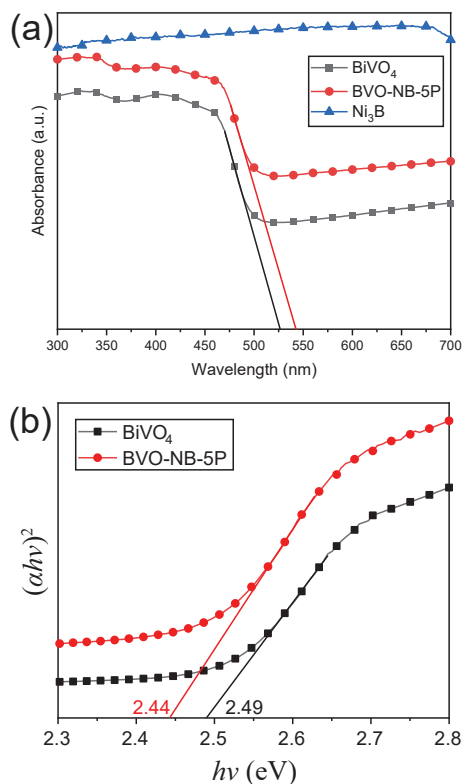 (a)
BiVO₄
BVO-NB-5P
Ni₃B
Absorbance (a.u.)
300 350 400 450 500 550 600 650 700
Wavelength (nm)
(b)
BiVO₄
BVO-NB-5P
(αhν)²
2.44 2.49
2.3 2.4 2.5 2.6 2.7 2.8
hν (eV)